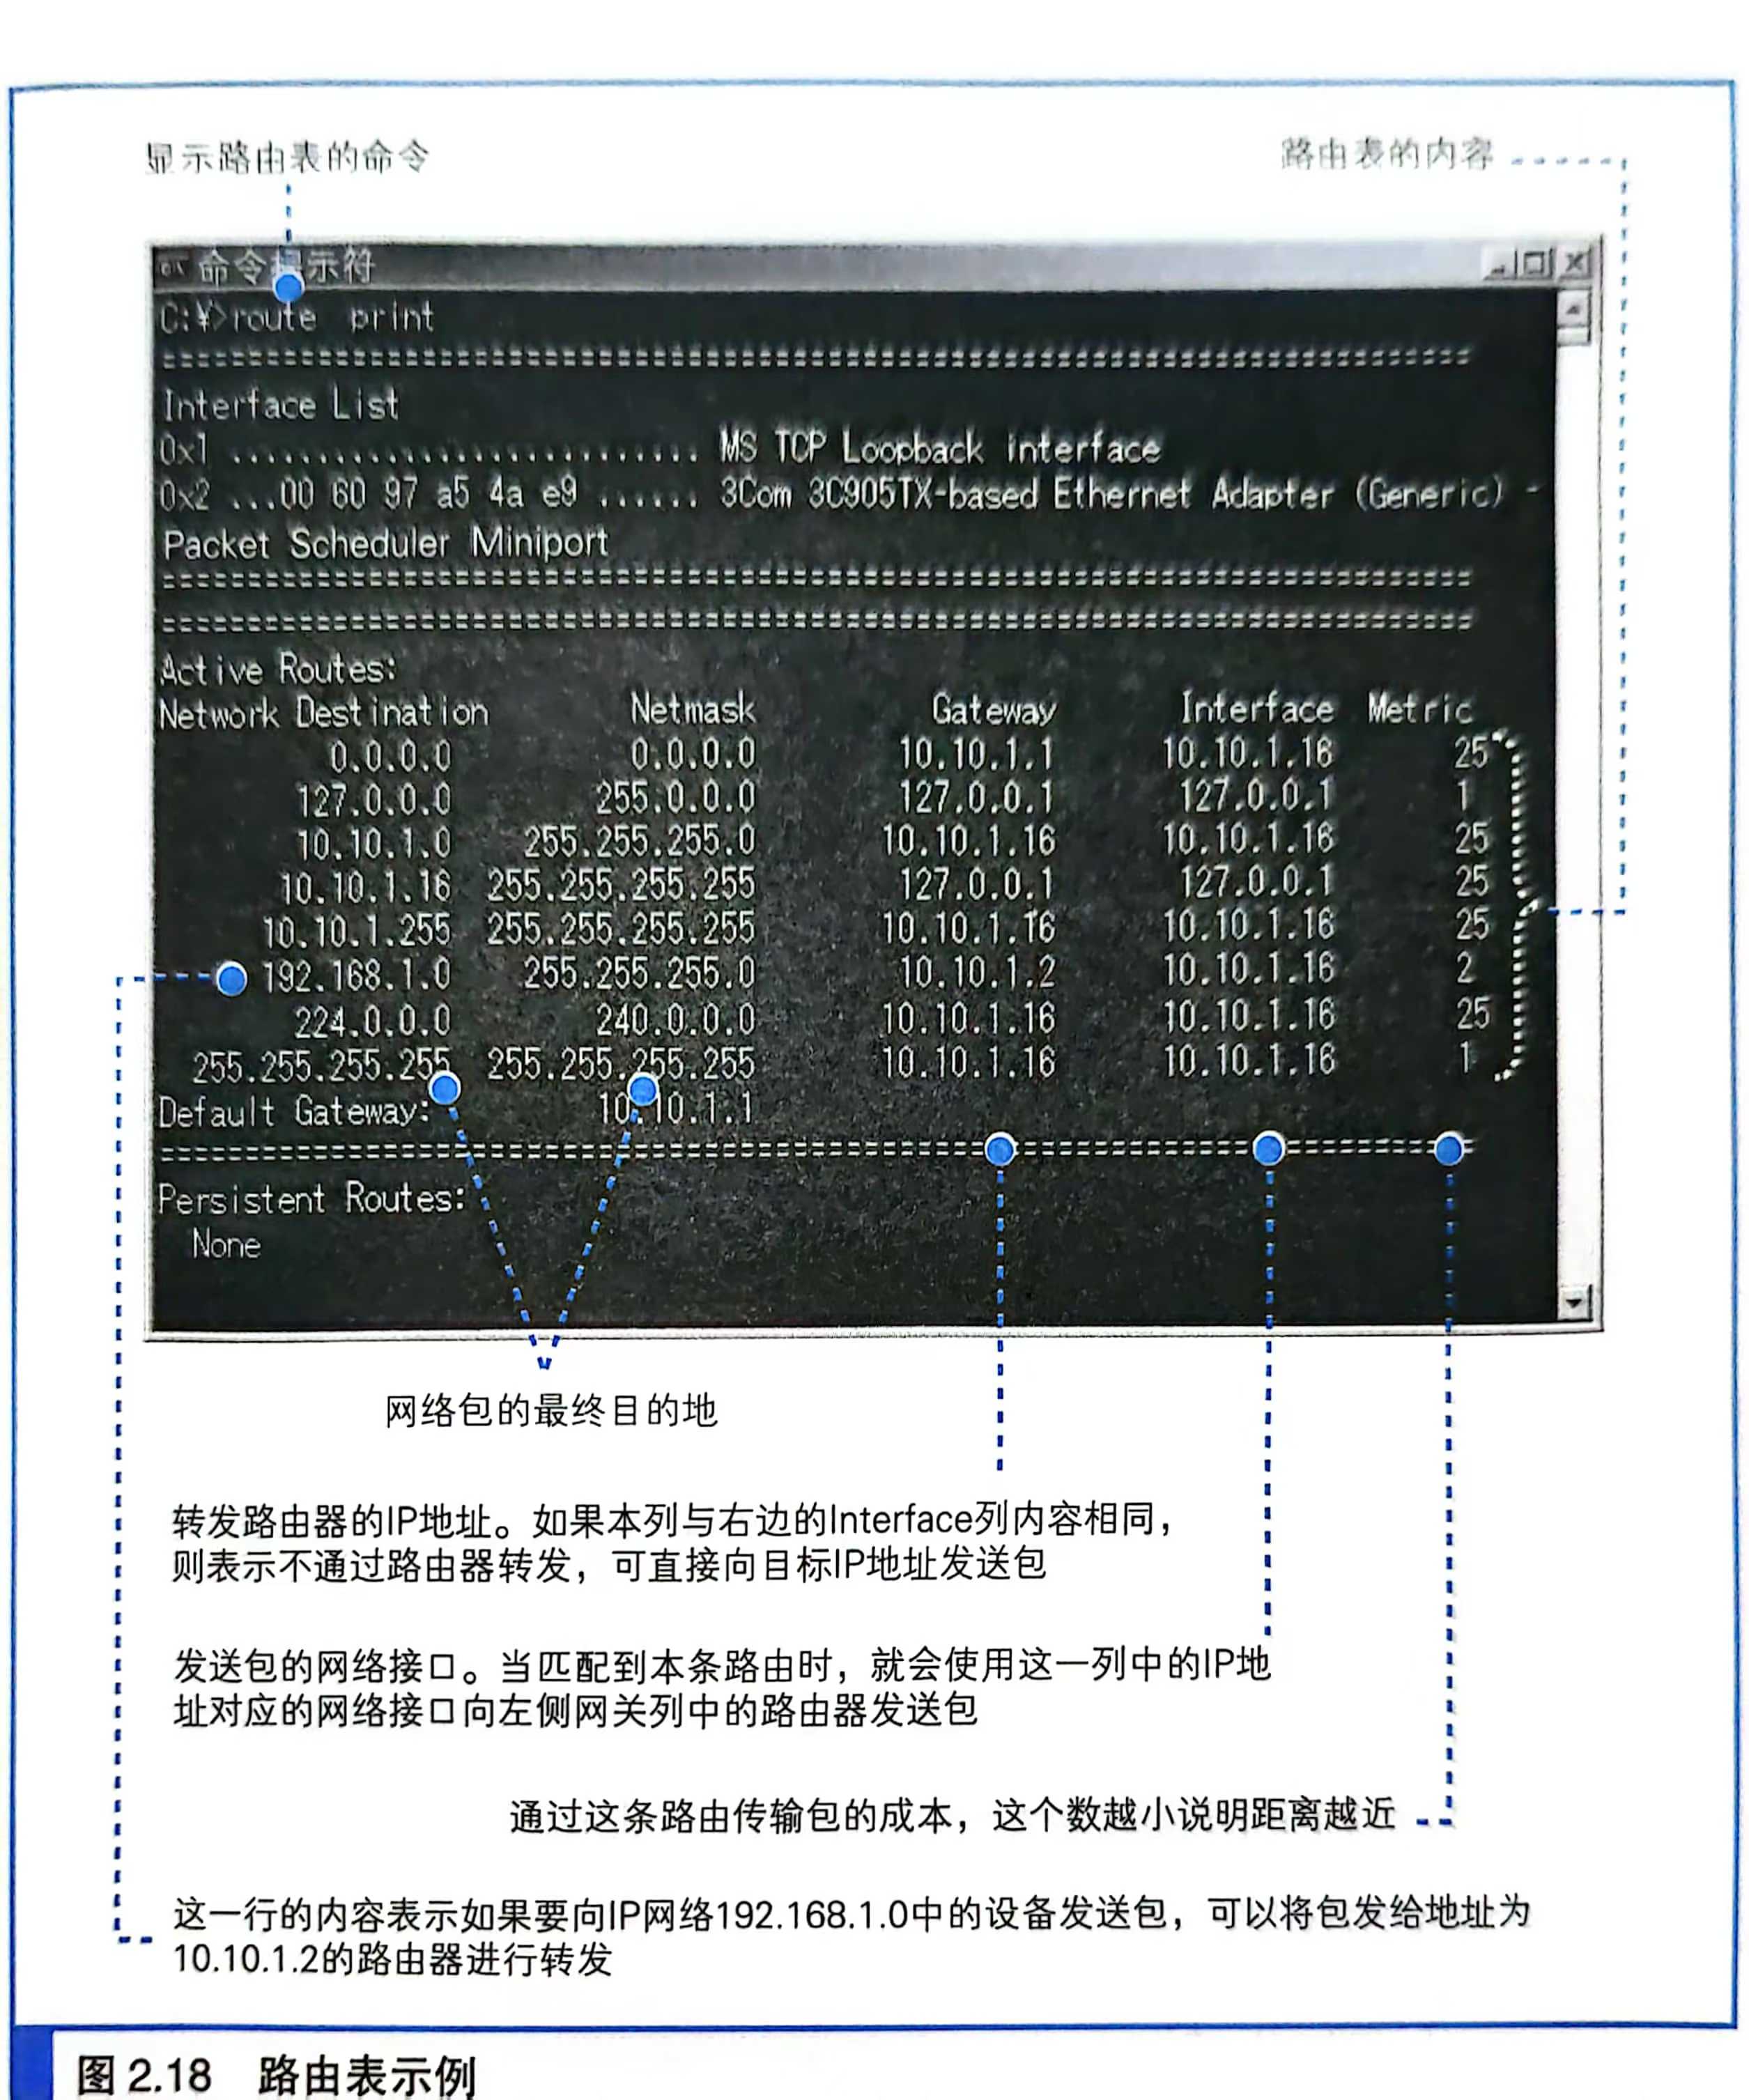 显示路由表的命令
路由表的内容
命令提示符
C:¥>route print
==========================================================================
Interface List
0x1 ........................... MS TCP Loopback interface
0x2 ...00 60 97 a5 4a e9 ...... 3Com 3C905TX-based Ethernet Adapter (Generic) -
Packet Scheduler Miniport
==========================================================================
==========================================================================
Active Routes:
Network Destination Netmask Gateway Interface Metric
0.0.0.0 0.0.0.0 10.10.1.1 10.10.1.16 25
127.0.0.0 255.0.0.0 127.0.0.1 127.0.0.1 1
10.10.1.0 255.255.255.0 10.10.1.16 10.10.1.16 25
10.10.1.16 255.255.255.255 127.0.0.1 127.0.0.1 25
10.10.1.255 255.255.255.255 10.10.1.16 10.10.1.16 25
192.168.1.0 255.255.255.0 10.10.1.2 10.10.1.16 2
224.0.0.0 240.0.0.0 10.10.1.16 10.10.1.16 25
255.255.255.255 255.255.255.255 10.10.1.16 10.10.1.16 1
Default Gateway: 10.10.1.1
==========================================================================
Persistent Routes:
None
网络包的最终目的地
转发路由器的IP地址。如果本列与右边的Interface列内容相同，
则表示不通过路由器转发，可直接向目标IP地址发送包
发送包的网络接口。当匹配到本条路由时，就会使用这一列中的IP地
址对应的网络接口向左侧网关列中的路由器发送包
通过这条路由传输包的成本，这个数越小说明距离越近
这一行的内容表示如果要向IP网络192.168.1.0中的设备发送包，可以将包发给地址为
10.10.1.2的路由器进行转发
图2.18 路由表示例